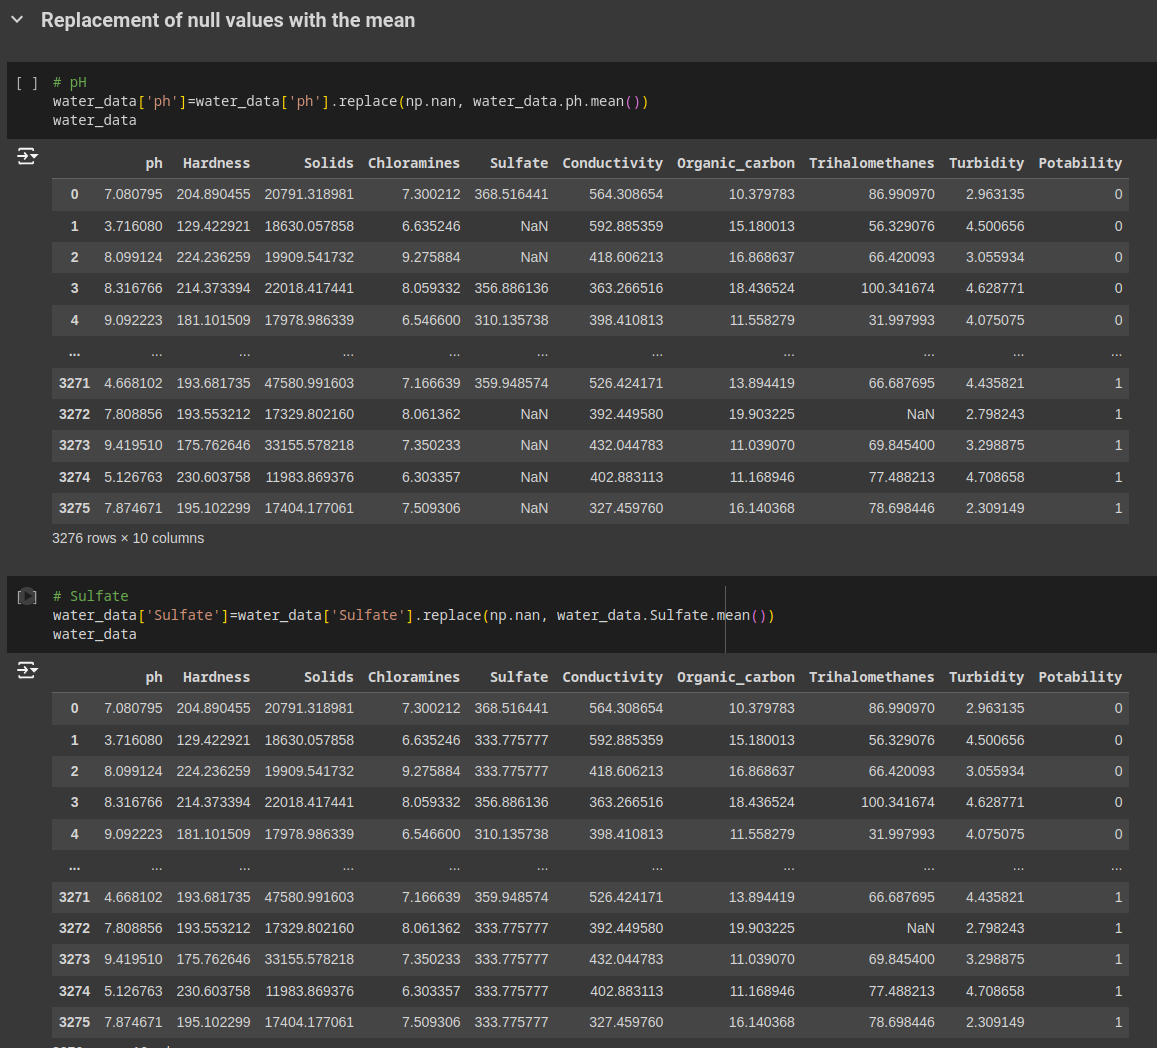 Replacement of null values with the mean
[ ] # pH
water_data['ph']=water_data['ph'].replace(np.nan, water_data.ph.mean())
water_data
ph Hardness Solids Chloramines Sulfate Conductivity Organic_carbon Trihalomethanes Turbidity Potability
0 7.080795 204.890455 20791.318981 7.300212 368.516441 564.308654 10.379783 86.990970 2.963135 0
1 3.716080 129.422921 18630.057858 6.635246 NaN 592.885359 15.180013 56.329076 4.500656 0
2 8.099124 224.236259 19909.541732 9.275884 NaN 418.606213 16.868637 66.420093 3.055934 0
3 8.316766 214.373394 22018.417441 8.059332 356.886136 363.266516 18.436524 100.341674 4.628771 0
4 9.092223 181.101509 17978.986339 6.546600 310.135738 398.410813 11.558279 31.997993 4.075075 0
... ... ... ... ... ... ... ... ... ... ...
3271 4.668102 193.681735 47580.991603 7.166639 359.948574 526.424171 13.894419 66.687695 4.435821 1
3272 7.808856 193.553212 17329.802160 8.061362 NaN 392.449580 19.903225 NaN 2.798243 1
3273 9.419510 175.762646 33155.578218 7.350233 NaN 432.044783 11.039070 69.845400 3.298875 1
3274 5.126763 230.603758 11983.869376 6.303357 NaN 402.883113 11.168946 77.488213 4.708658 1
3275 7.874671 195.102299 17404.177061 7.509306 NaN 327.459760 16.140368 78.698446 2.309149 1
3276 rows × 10 columns
[ ] # Sulfate
water_data['Sulfate']=water_data['Sulfate'].replace(np.nan, water_data.Sulfate.mean())
water_data
ph Hardness Solids Chloramines Sulfate Conductivity Organic_carbon Trihalomethanes Turbidity Potability
0 7.080795 204.890455 20791.318981 7.300212 368.516441 564.308654 10.379783 86.990970 2.963135 0
1 3.716080 129.422921 18630.057858 6.635246 333.775777 592.885359 15.180013 56.329076 4.500656 0
2 8.099124 224.236259 19909.541732 9.275884 333.775777 418.606213 16.868637 66.420093 3.055934 0
3 8.316766 214.373394 22018.417441 8.059332 356.886136 363.266516 18.436524 100.341674 4.628771 0
4 9.092223 181.101509 17978.986339 6.546600 310.135738 398.410813 11.558279 31.997993 4.075075 0
... ... ... ... ... ... ... ... ... ... ...
3271 4.668102 193.681735 47580.991603 7.166639 359.948574 526.424171 13.894419 66.687695 4.435821 1
3272 7.808856 193.553212 17329.802160 8.061362 333.775777 392.449580 19.903225 NaN 2.798243 1
3273 9.419510 175.762646 33155.578218 7.350233 333.775777 432.044783 11.039070 69.845400 3.298875 1
3274 5.126763 230.603758 11983.869376 6.303357 333.775777 402.883113 11.168946 77.488213 4.708658 1
3275 7.874671 195.102299 17404.177061 7.509306 333.775777 327.459760 16.140368 78.698446 2.309149 1